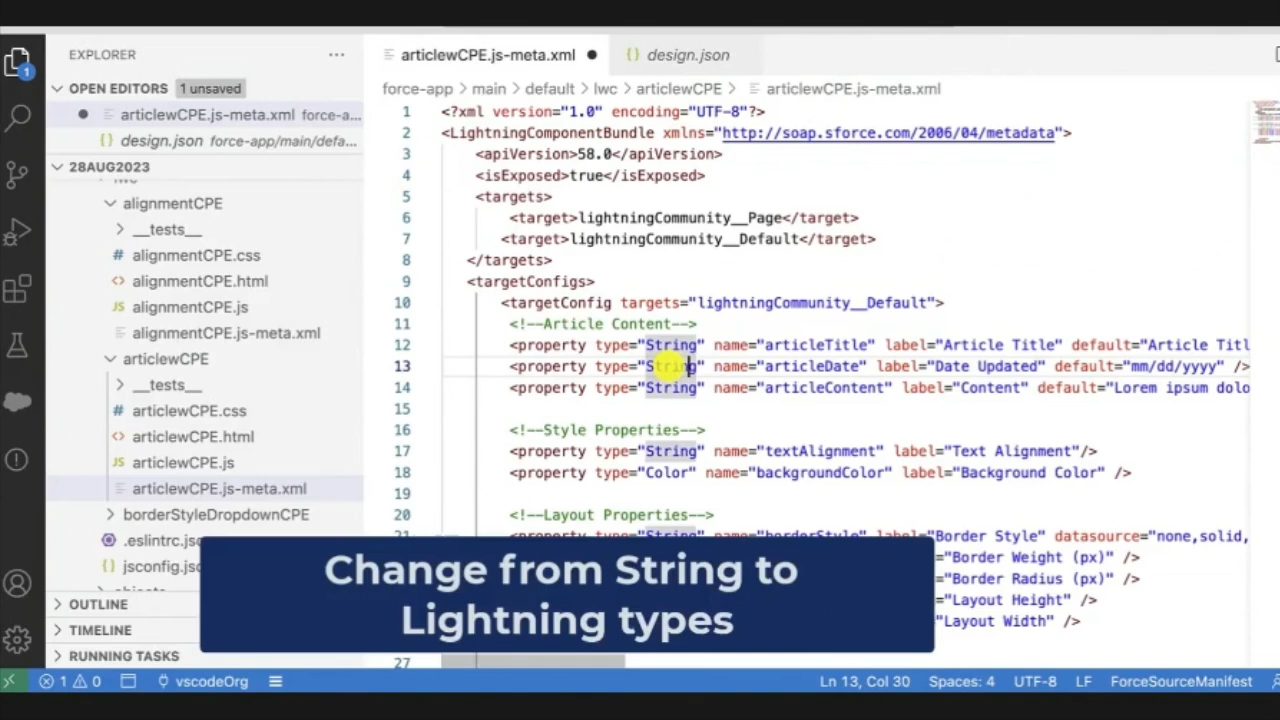 EXPLORER
OPEN EDITORS 1 unsaved
articlewCPE.js-meta.xml force-a...
design.json force-app/main/defa...
28AUG2023
alignmentCPE
__tests__
# alignmentCPE.css
<> alignmentCPE.html
JS alignmentCPE.js
alignmentCPE.js-meta.xml
articlewCPE
__tests__
# articlewCPE.css
<> articlewCPE.html
JS articlewCPE.js
articlewCPE.js-meta.xml
borderStyleDropdownCPE
.eslintrc.js
{} jsconfig.jsc
OUTLINE
TIMELINE
RUNNING TASKS
articlewCPE.js-meta.xml
{} design.json
force-app > main > default > lwc > articlewCPE > articlewCPE.js-meta.xml
1 <?xml version="1.0" encoding="UTF-8"?>
2 <LightningComponentBundle xmlns="http://soap.sforce.com/2006/04/metadata">
3 <apiVersion>58.0</apiVersion>
4 <isExposed>true</isExposed>
5 <targets>
6 <target>lightningCommunity__Page</target>
7 <target>lightningCommunity__Default</target>
8 </targets>
9 <targetConfigs>
10 <targetConfig targets="lightningCommunity__Default">
11 <!--Article Content-->
12 <property type="String" name="articleTitle" label="Article Title" default="Article Titl
13 <property type="String" name="articleDate" label="Date Updated" default="mm/dd/yyyy" />
14 <property type="String" name="articleContent" label="Content" default="Lorem ipsum dolo
15
16 <!--Style Properties-->
17 <property type="String" name="textAlignment" label="Text Alignment"/>
18 <property type="Color" name="backgroundColor" label="Background Color" />
19
20 <!--Layout Properties-->
21 <property type="String" name="borderStyle" label="Border Style" datasource="none,solid,
="Border Weight (px)" />
="Border Radius (px)" />
="Layout Height" />
="Layout Width" />
27
Change from String to
Lightning types
1 0 vscodeOrg Ln 13, Col 30 Spaces: 4 UTF-8 LF ForceSourceManifest